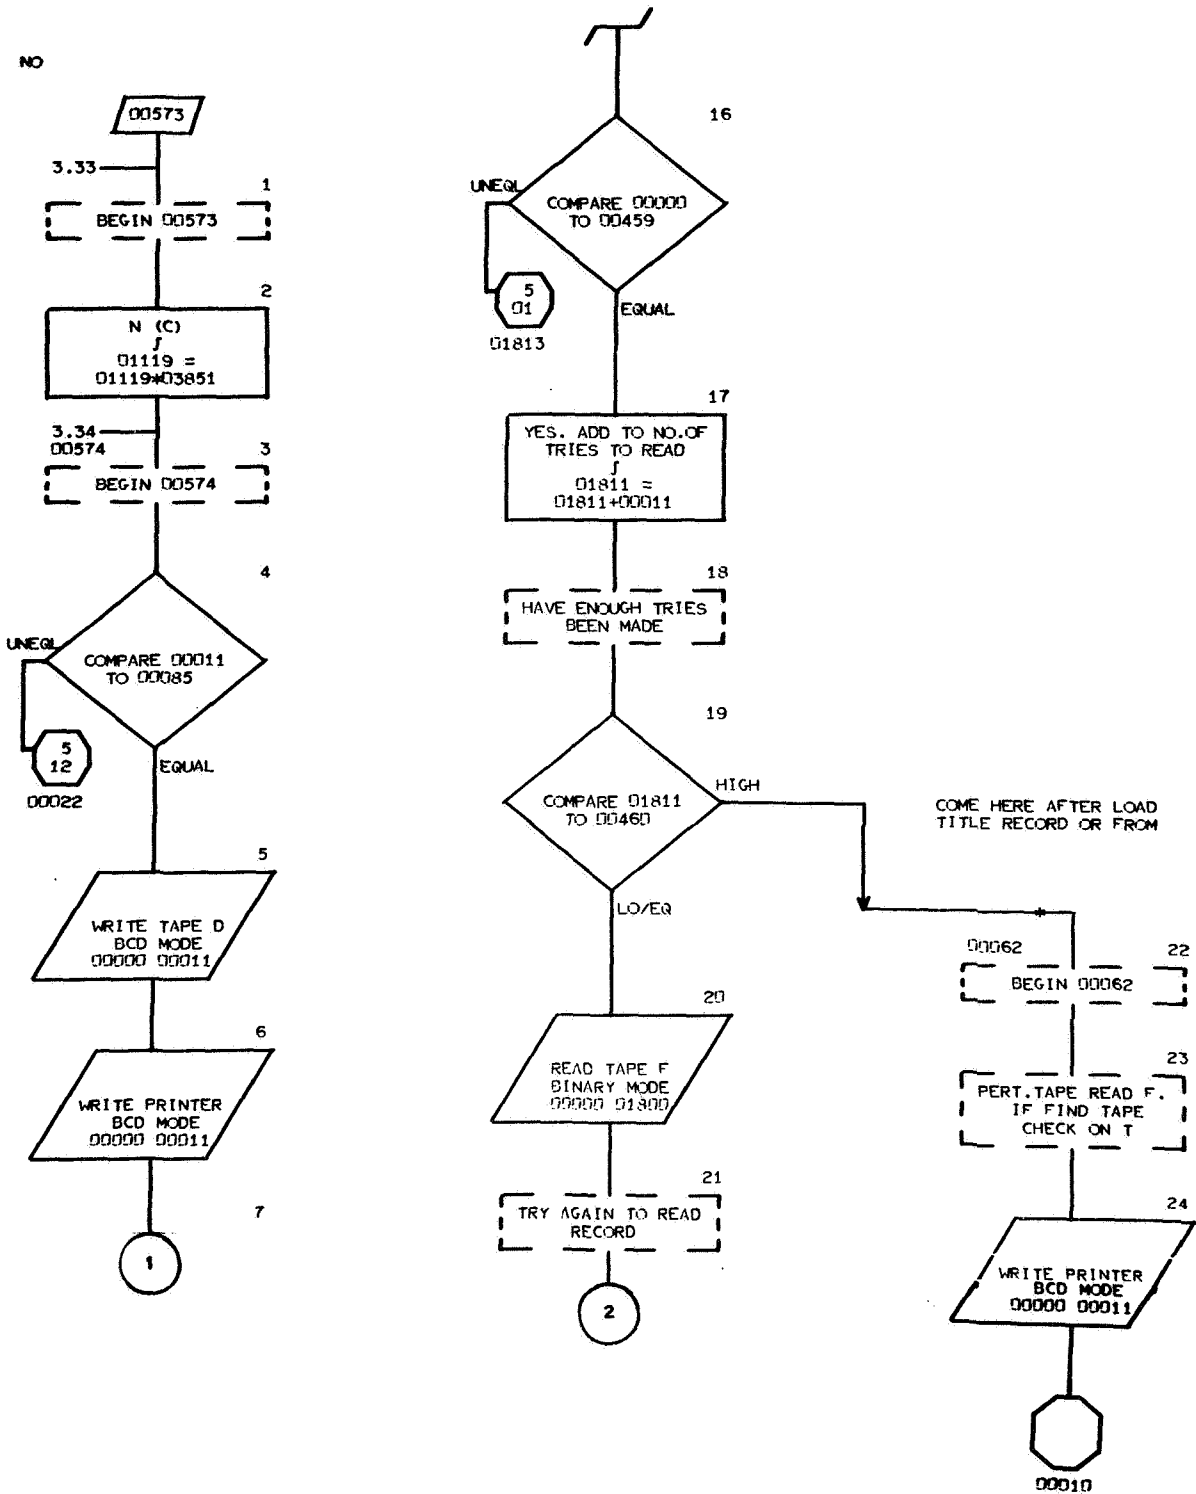 NO
00573
3.33
1
BEGIN 00573
2
N (C)
∫
01119 =
01119*03851
3.34
00574
3
BEGIN 00574
4
UNEQL
COMPARE 00011
TO 00085
5
12
00022
EQUAL
5
WRITE TAPE D
BCD MODE
00000 00011
6
WRITE PRINTER
BCD MODE
00000 00011
7
1
16
UNEQL
COMPARE 00000
TO 00459
5
01
01813
EQUAL
17
YES. ADD TO NO.OF
TRIES TO READ
∫
01811 =
01811+00011
18
HAVE ENOUGH TRIES
BEEN MADE
19
COMPARE 01811
TO 00460
HIGH
LO/EQ
20
READ TAPE F
BINARY MODE
00000 01800
21
TRY AGAIN TO READ
RECORD
2
COME HERE AFTER LOAD
TITLE RECORD OR FROM
00062
22
BEGIN 00062
23
PERT.TAPE READ F.
IF FIND TAPE
CHECK ON T
24
WRITE PRINTER
BCD MODE
00000 00011
00010